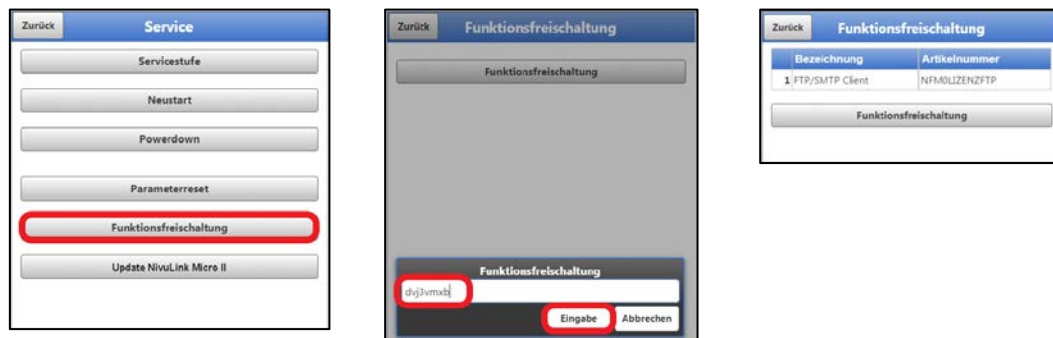 Zurück Service
Servicestufe
Neustart
Powerdown
Parameterreset
Funktionsfreischaltung
Update NivuLink Micro II
Zurück Funktionsfreischaltung
Funktionsfreischaltung
Funktionsfreischaltung
dvj3vmxb
Eingabe Abbrechen
Zurück Funktionsfreischaltung
Bezeichnung Artikelnummer
1 FTP/SMTP Client NFM0LIZENZFTP
Funktionsfreischaltung